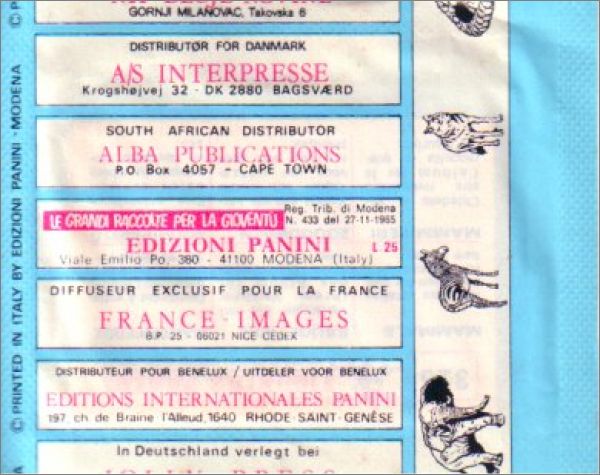 GORNJI MILANOVAC, Takovska 6
DISTRIBUTØR FOR DANMARK
A/S INTERPRESSE
Krogshøjvej 32 - DK 2880 BAGSVÆRD
SOUTH AFRICAN DISTRIBUTOR
ALBA PUBLICATIONS
P.O. Box 4057 - CAPE TOWN
LE GRANDI RACCOLTE PER LA GIOVENTÙ
Reg. Trib. di Modena
N. 433 del 27-11-1965
EDIZIONI PANINI L 25
Viale Emilio Po, 380 - 41100 MODENA (Italy)
DIFFUSEUR EXCLUSIF POUR LA FRANCE
FRANCE - IMAGES
B.P. 25 - 06021 NICE CEDEX
DISTRIBUTEUR POUR BENELUX / UITDELER VOOR BENELUX
EDITIONS INTERNATIONALES PANINI
197 ch de Braine l'Alleud, 1640 RHODE-SAINT-GENÈSE
In Deutschland verlegt bei
© PRINTED IN ITALY BY EDIZIONI PANINI - MODENA